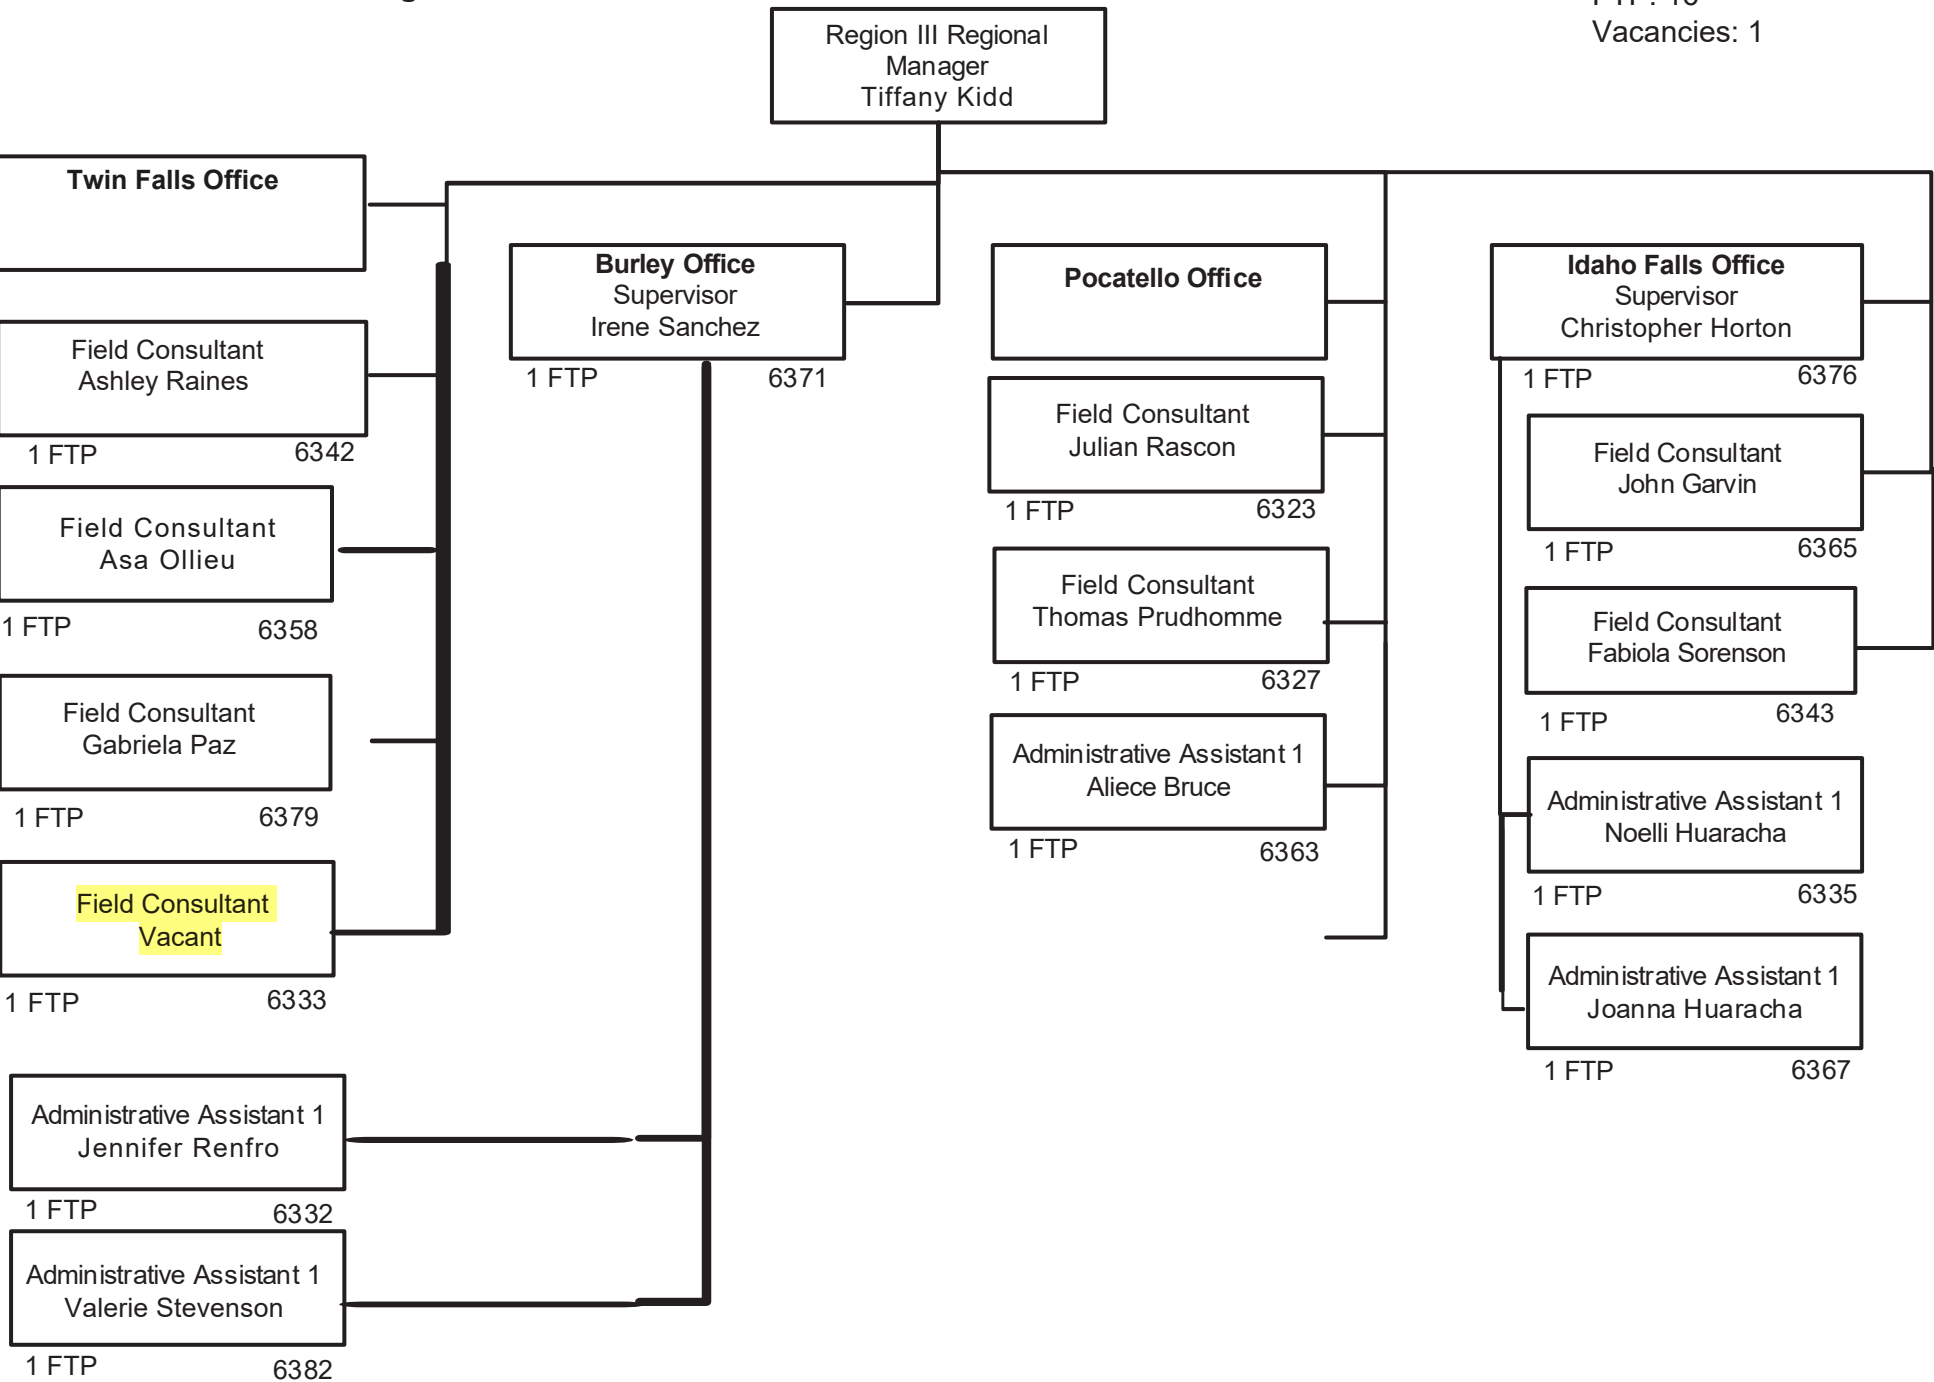 Vacancies: 1
Region III Regional
Manager
Tiffany Kidd
Twin Falls Office
Field Consultant
Ashley Raines
1 FTP 6342
Field Consultant
Asa Ollieu
1 FTP 6358
Field Consultant
Gabriela Paz
1 FTP 6379
Field Consultant
Vacant
1 FTP 6333
Administrative Assistant 1
Jennifer Renfro
1 FTP 6332
Administrative Assistant 1
Valerie Stevenson
1 FTP 6382
Burley Office
Supervisor
Irene Sanchez
1 FTP 6371
Pocatello Office
Field Consultant
Julian Rascon
1 FTP 6323
Field Consultant
Thomas Prudhomme
1 FTP 6327
Administrative Assistant 1
Aliece Bruce
1 FTP 6363
Idaho Falls Office
Supervisor
Christopher Horton
1 FTP 6376
Field Consultant
John Garvin
1 FTP 6365
Field Consultant
Fabiola Sorenson
1 FTP 6343
Administrative Assistant 1
Noelli Huaracha
1 FTP 6335
Administrative Assistant 1
Joanna Huaracha
1 FTP 6367